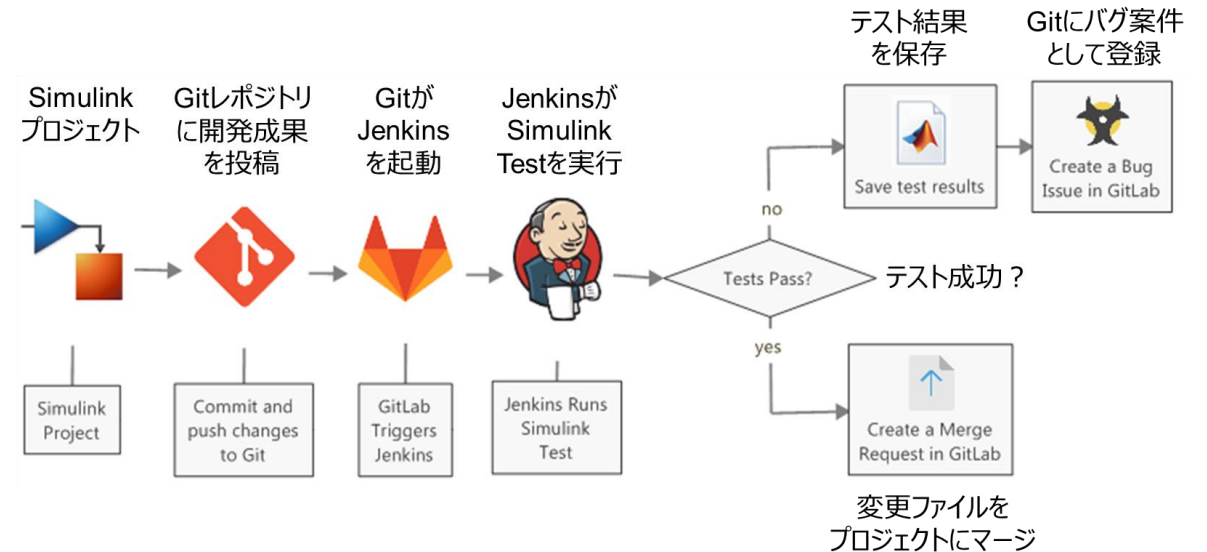 Simulink
プロジェクト
Gitレポジトリ
に開発成果
を投稿
Gitが
Jenkins
を起動
Jenkinsが
Simulink
Testを実行
テスト結果
を保存
Gitにバグ案件
として登録
Save test results
Create a Bug
Issue in GitLab
no
Tests Pass?
テスト成功？
yes
Simulink
Project
Commit and
push changes
to Git
GitLab
Triggers
Jenkins
Jenkins Runs
Simulink
Test
Create a Merge
Request in GitLab
変更ファイルを
プロジェクトにマージ